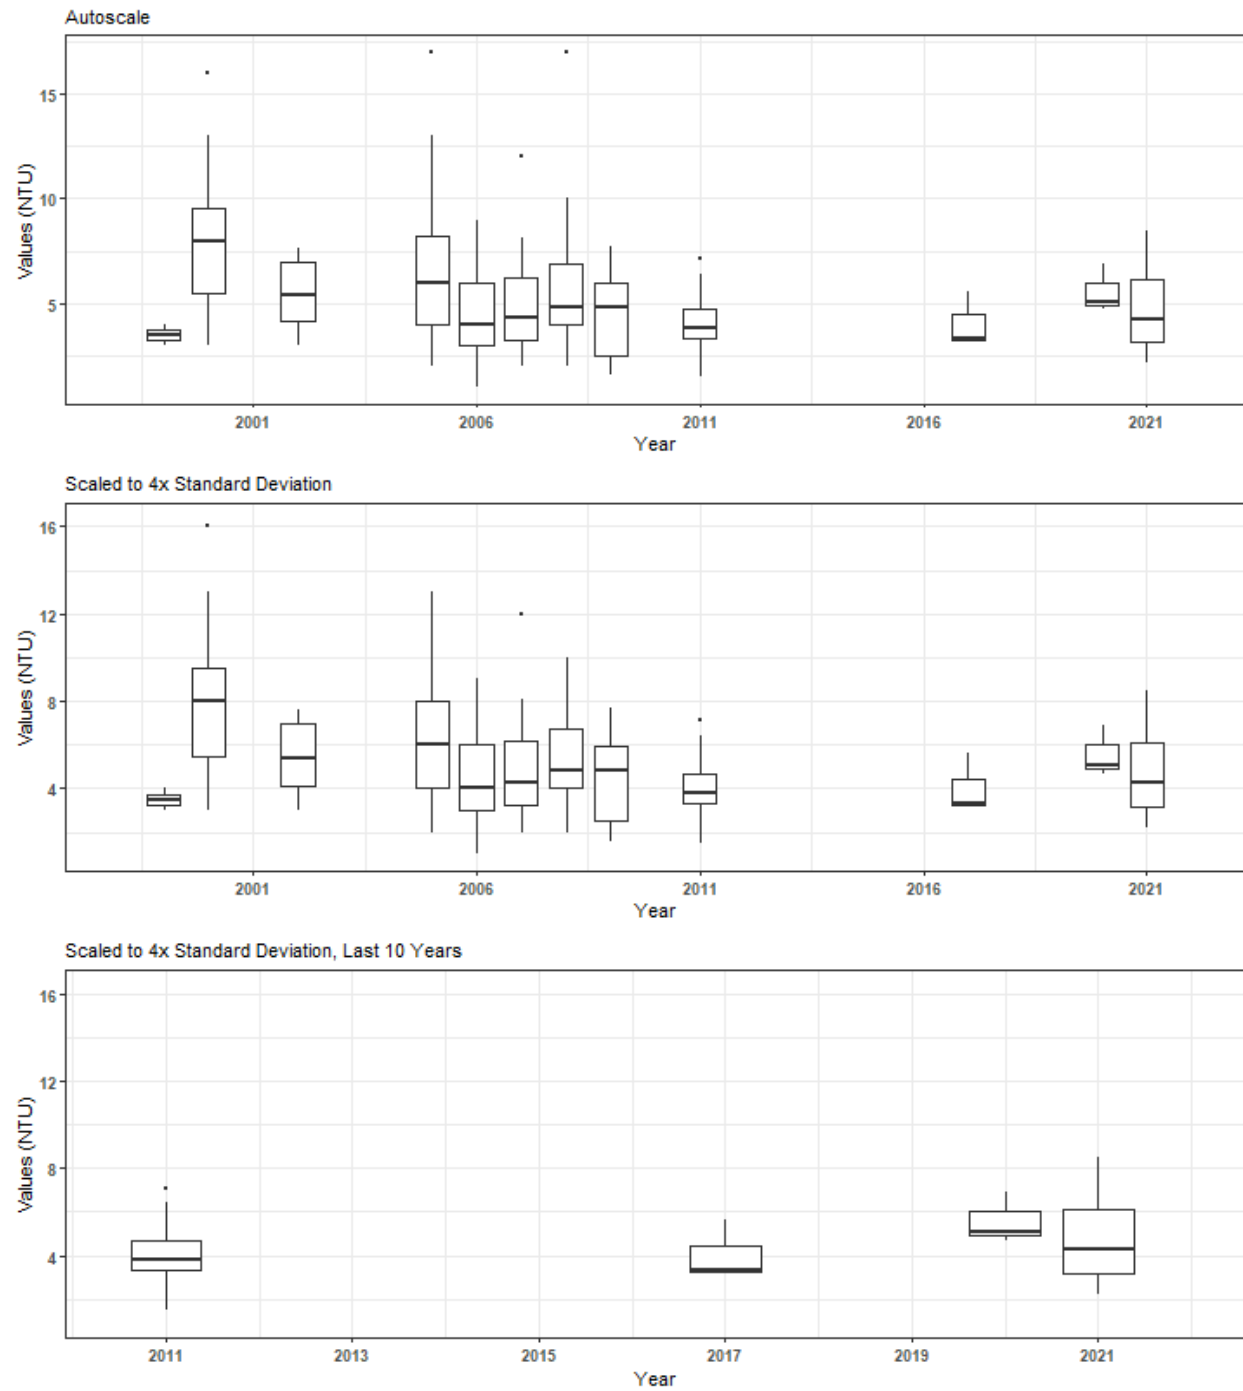 Autoscale
15
10
5
Values (NTU)
2001 2006 2011 2016 2021
Year
Scaled to 4x Standard Deviation
16
12
8
4
Values (NTU)
2001 2006 2011 2016 2021
Year
Scaled to 4x Standard Deviation, Last 10 Years
16
12
8
4
Values (NTU)
2011 2013 2015 2017 2019 2021
Year